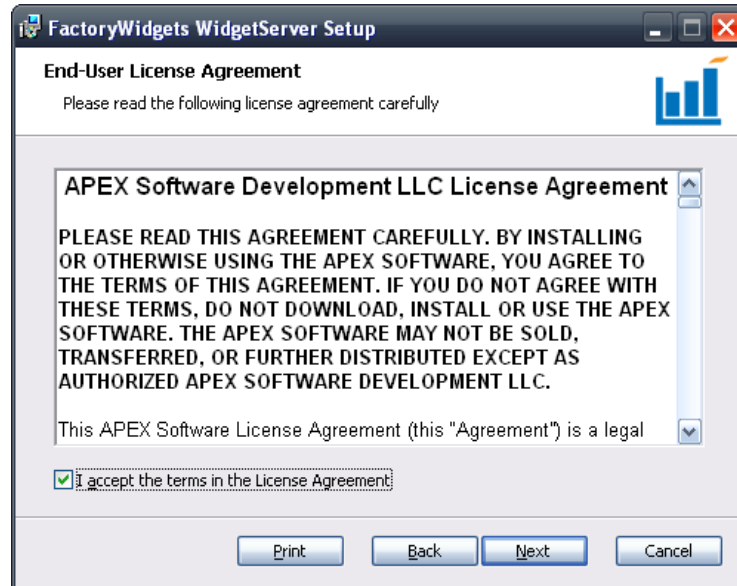 FactoryWidgets WidgetServer Setup
End-User License Agreement
Please read the following license agreement carefully
APEX Software Development LLC License Agreement
PLEASE READ THIS AGREEMENT CAREFULLY. BY INSTALLING
OR OTHERWISE USING THE APEX SOFTWARE, YOU AGREE TO
THE TERMS OF THIS AGREEMENT. IF YOU DO NOT AGREE WITH
THESE TERMS, DO NOT DOWNLOAD, INSTALL OR USE THE APEX
SOFTWARE. THE APEX SOFTWARE MAY NOT BE SOLD,
TRANSFERRED, OR FURTHER DISTRIBUTED EXCEPT AS
AUTHORIZED APEX SOFTWARE DEVELOPMENT LLC.
This APEX Software License Agreement (this "Agreement") is a legal
I accept the terms in the License Agreement
Print Back Next Cancel